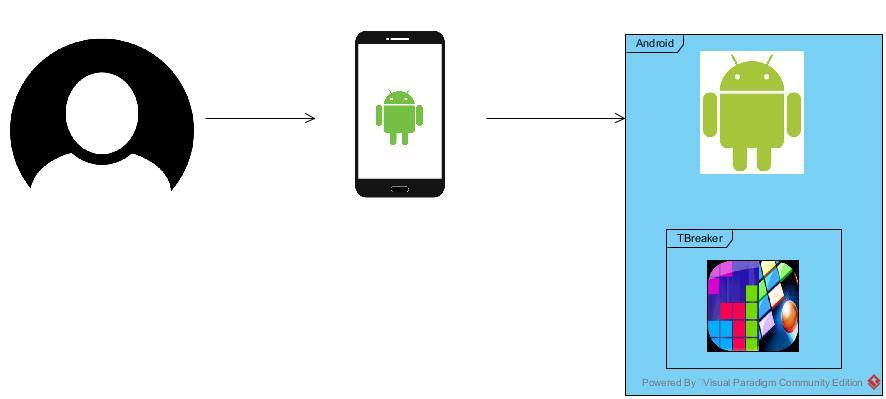 Android
TBreaker
Powered By Visual Paradigm Community Edition